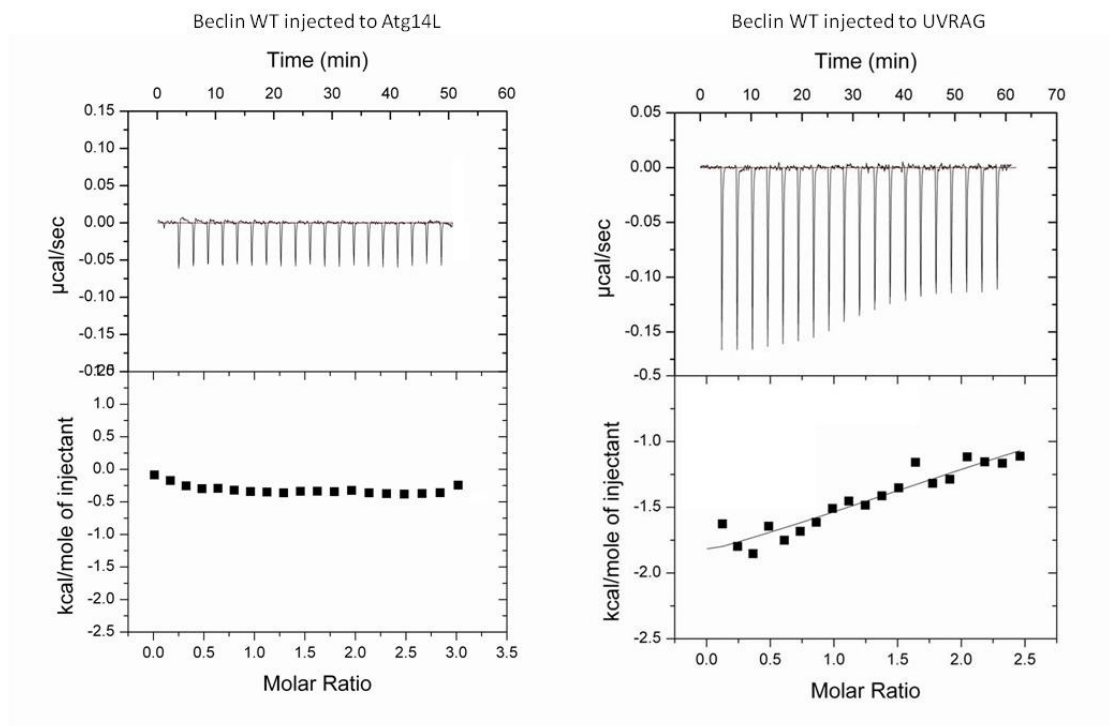 Beclin WT injected to Atg14L
Time (min)
0 10 20 30 40 50 60
0.15
0.10
0.05
0.00
-0.05
-0.10
-0.15
µcal/sec
1.0
0.5
0.0
-0.5
-1.0
-1.5
-2.0
-2.5
kcal/mole of injectant
0.0 0.5 1.0 1.5 2.0 2.5 3.0 3.5
Molar Ratio
Beclin WT injected to UVRAG
Time (min)
0 10 20 30 40 50 60 70
0.05
0.00
-0.05
-0.10
-0.15
-0.5
µcal/sec
-1.0
-1.5
-2.0
-2.5
kcal/mole of injectant
0.0 0.5 1.0 1.5 2.0 2.5
Molar Ratio